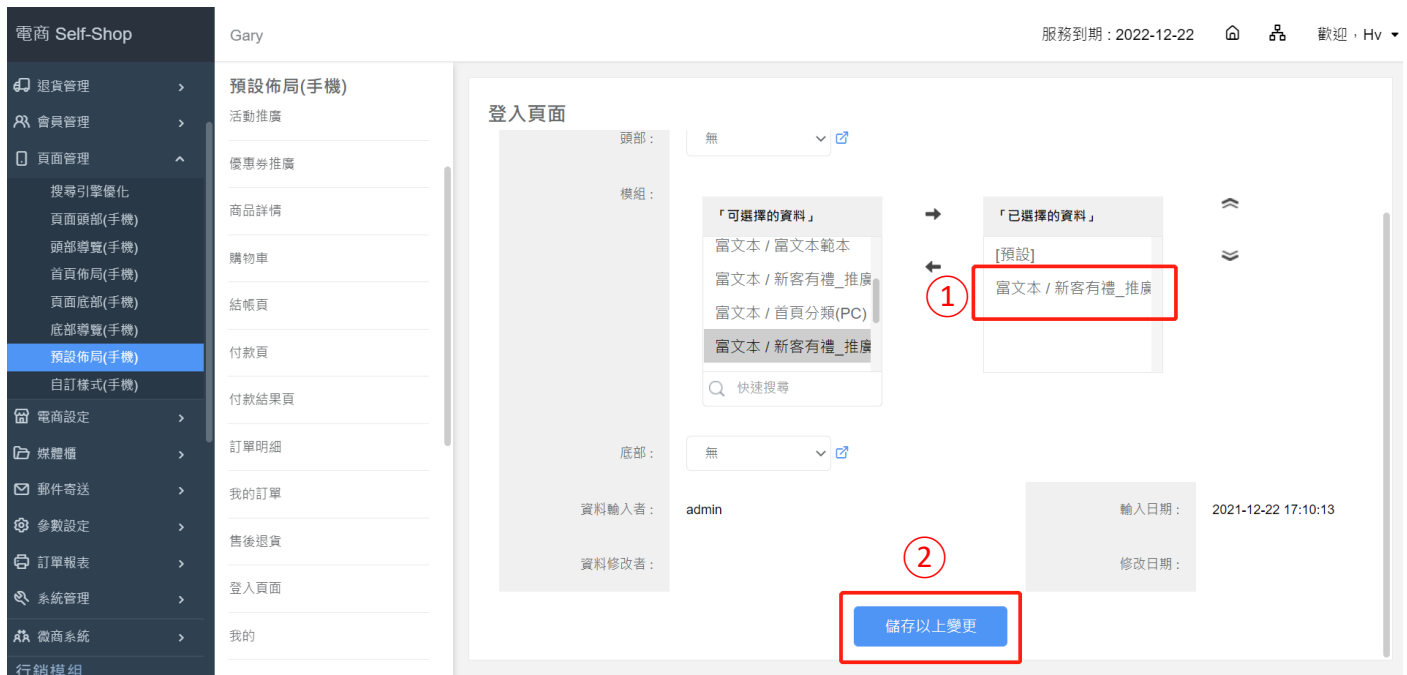 電商 Self-Shop
Gary
服務到期 : 2022-12-22
歡迎，Hv
退貨管理
會員管理
頁面管理
搜尋引擎優化
頁面頭部(手機)
頭部導覽(手機)
首頁佈局(手機)
頁面底部(手機)
底部導覽(手機)
預設佈局(手機)
自訂樣式(手機)
電商設定
媒體櫃
郵件寄送
參數設定
訂單報表
系統管理
微商系統
行銷模組
預設佈局(手機)
活動推廣
優惠券推廣
商品詳情
購物車
結帳頁
付款頁
付款結果頁
訂單明細
我的訂單
售後退貨
登入頁面
我的
登入頁面
頭部 :
無
模組 :
「可選擇的資料」
富文本 / 富文本範本
富文本 / 新客有禮_推廣
富文本 / 首頁分類(PC)
富文本 / 新客有禮_推廣
快速搜尋
「已選擇的資料」
[預設]
富文本 / 新客有禮_推廣
1
底部 :
無
資料輸入者 :
admin
輸入日期 :
2021-12-22 17:10:13
資料修改者 :
修改日期 :
2
儲存以上變更